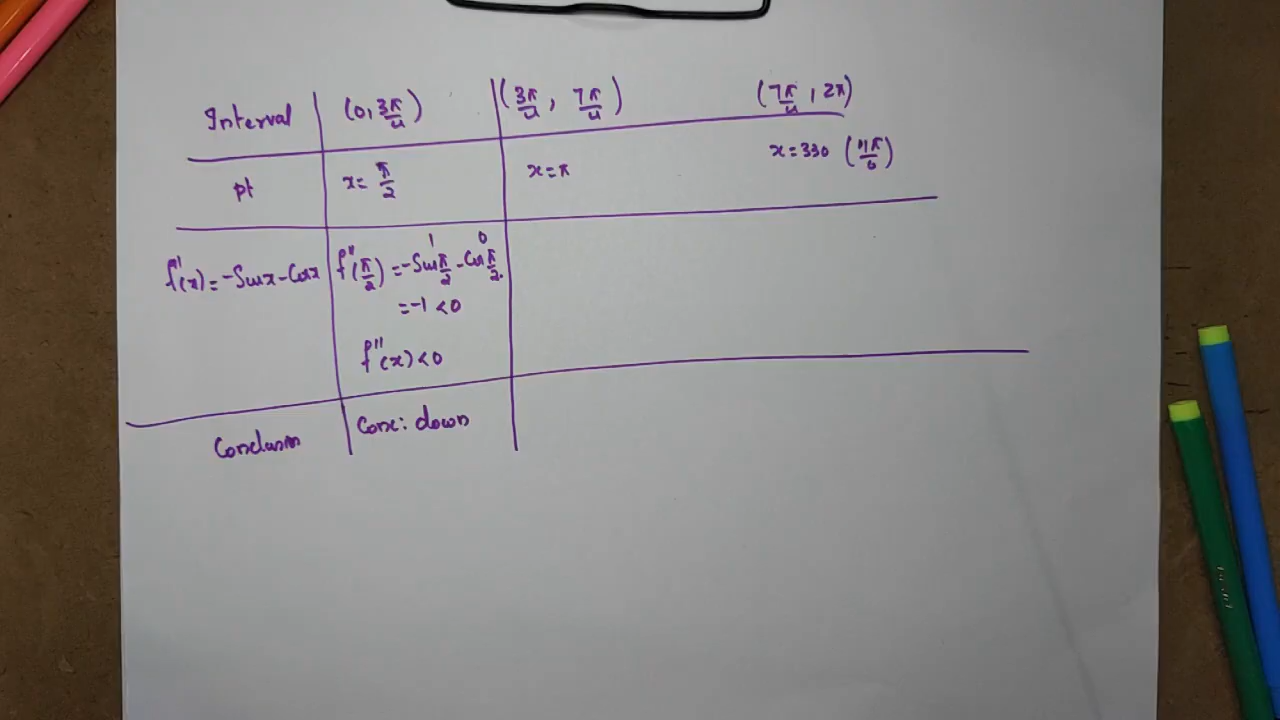 Interval (0, 3π/4) (3π/4, 7π/4) (7π/4, 2π)
pt x = π/2 x = π x = 330 (11π/6)
f''(x) = -Sin x - Cos x f''(π/2) = -Sin π/2 - Cos π/2.
1 0
= -1 < 0
f''(x) < 0
Conclusion Conc: down